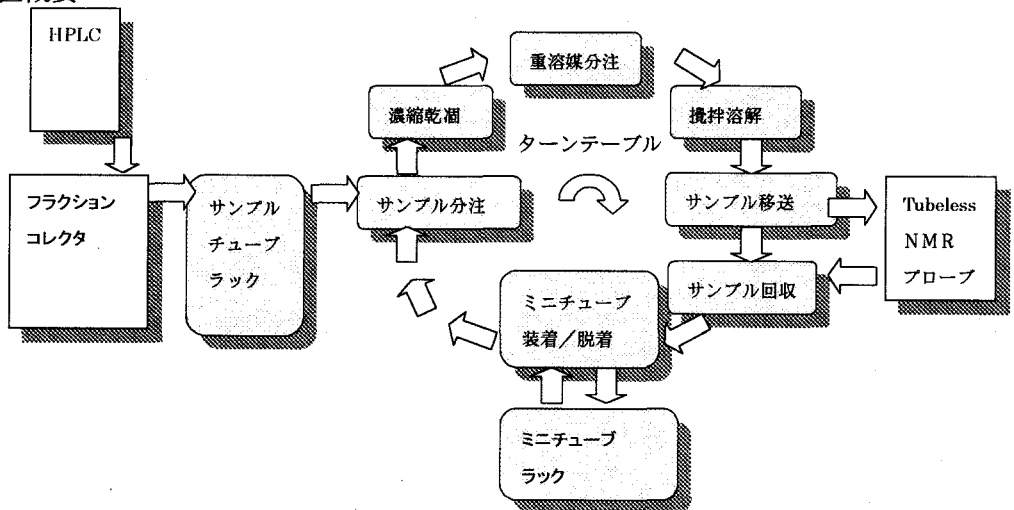 HPLC
重溶媒分注
濃縮乾凅
攪拌溶解
ターンテーブル
フラクション
コレクタ
サンプル
チューブ
ラック
サンプル分注
サンプル移送
Tubeless
NMR
プローブ
サンプル回収
ミニチューブ
装着/脱着
ミニチューブ
ラック